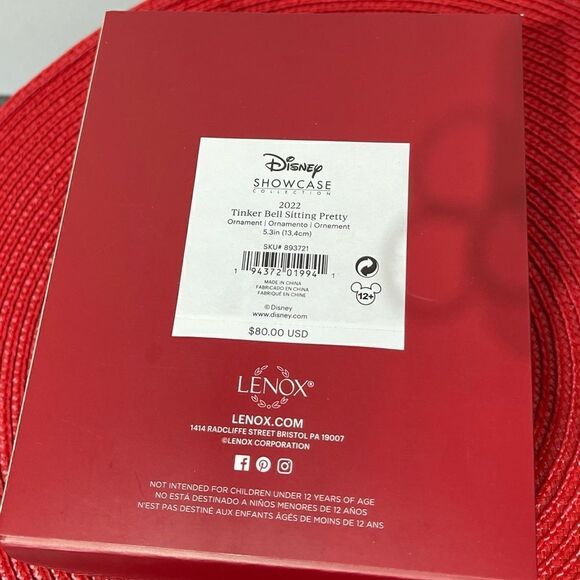 Disney
SHOWCASE
COLLECTION
2022
Tinker Bell Sitting Pretty
Ornament | Ornamento | Ornement
5.3in (13,4cm)
SKU# 893721
1 94372 01994 1
MADE IN CHINA
FABRICADO EN CHINA
FABRIQUÉ EN CHINE
12+
©Disney
www.disney.com
$80.00 USD
LENOX®
LENOX.COM
1414 RADCLIFFE STREET BRISTOL PA 19007
©LENOX CORPORATION
NOT INTENDED FOR CHILDREN UNDER 12 YEARS OF AGE
NO ESTÁ DESTINADO A NIÑOS MENORES DE 12 AÑOS
N'EST PAS DESTINÉ AUX ENFANTS ÂGÉS DE MOINS DE 12 ANS